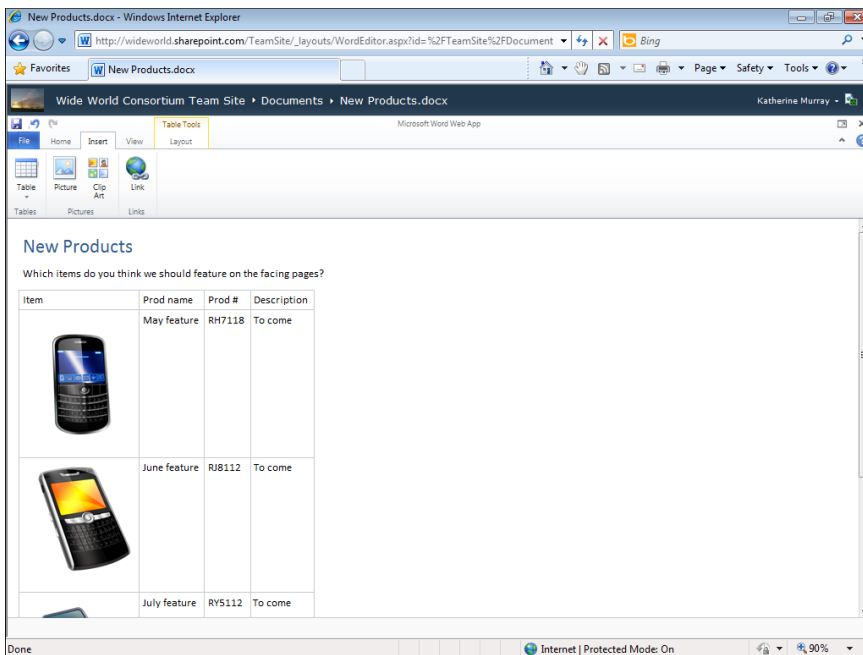 New Products.docx - Windows Internet Explorer
http://wideworld.sharepoint.com/TeamSite/_layouts/WordEditor.aspx?id=%2FTeamSite%2FDocument
Bing
Favorites
New Products.docx
Page
Safety
Tools
Wide World Consortium Team Site
Documents
New Products.docx
Katherine Murray
Table Tools
Microsoft Word Web App
File
Home
Insert
View
Layout
Table
Picture
Clip
Art
Link
Tables
Pictures
Links
New Products
Which items do you think we should feature on the facing pages?
Item Prod name Prod # Description
May feature RH7118 To come
June feature RJ8112 To come
July feature RY5112 To come
Done
Internet | Protected Mode: On
90%